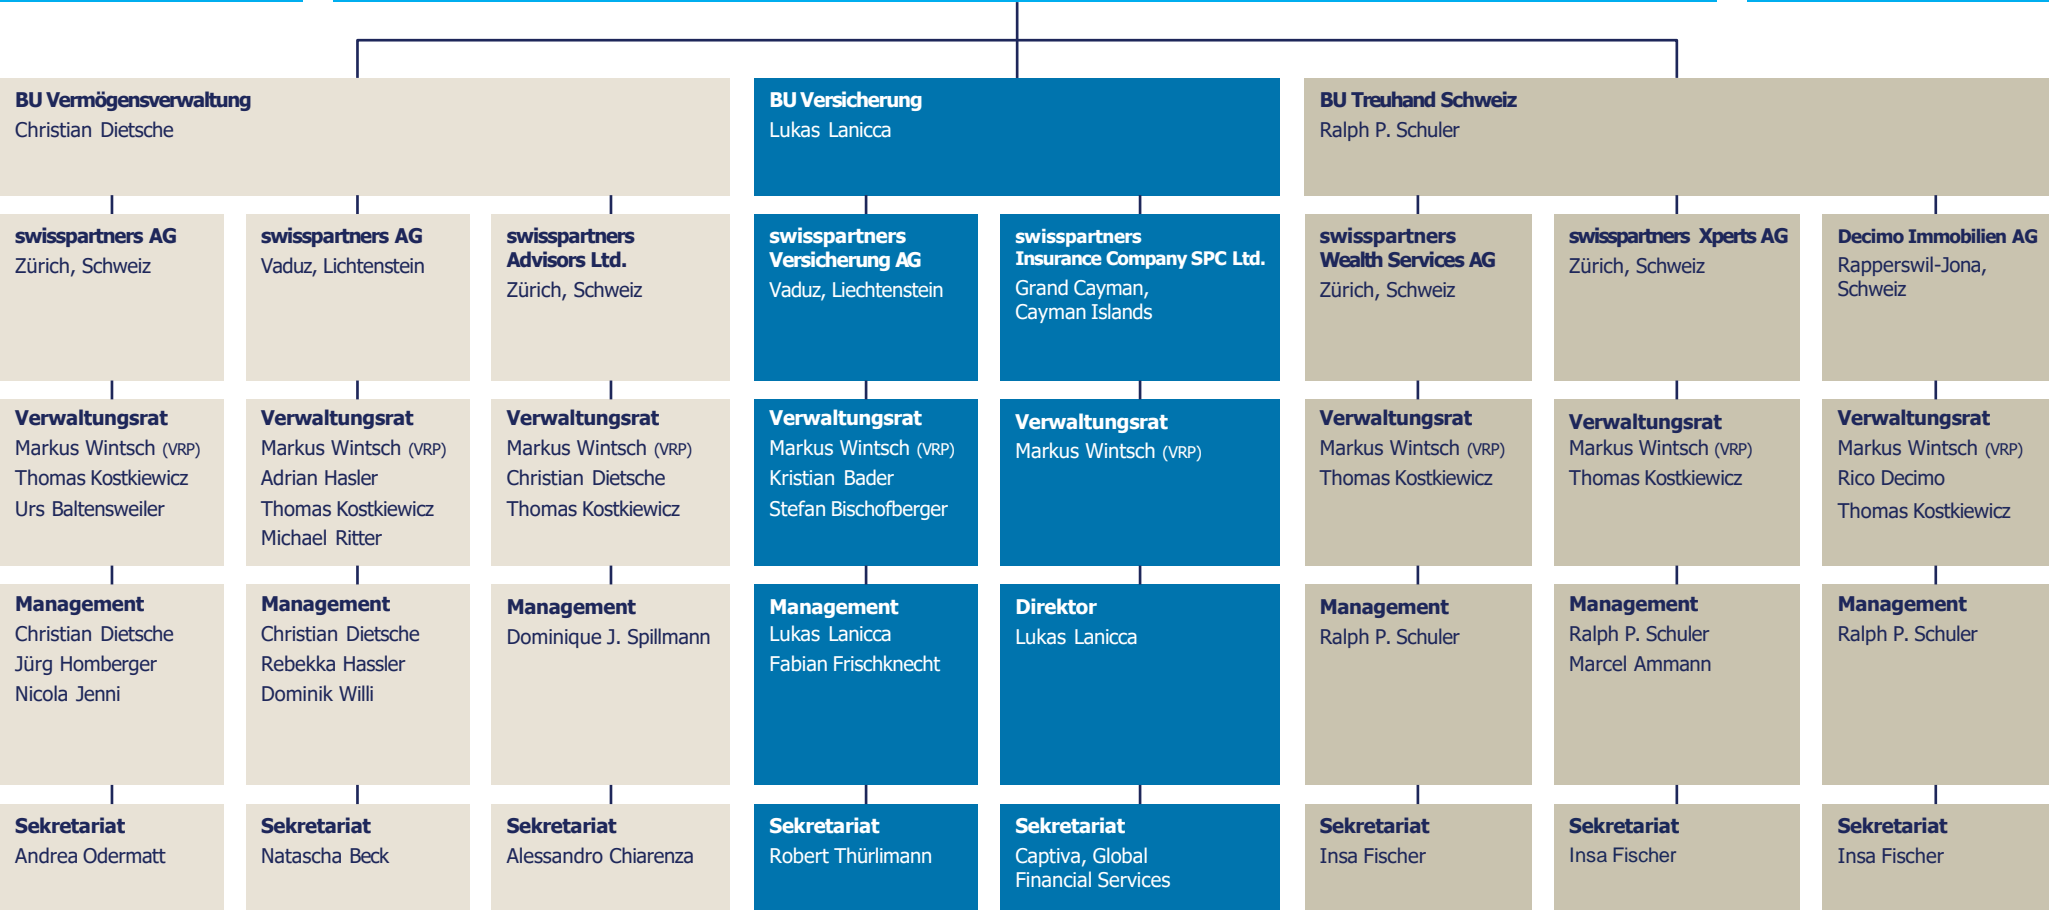 BU Vermögensverwaltung
Christian Dietsche
BU Versicherung
Lukas Lanicca
BU Treuhand Schweiz
Ralph P. Schuler
swisspartners AG
Zürich, Schweiz
swisspartners AG
Vaduz, Lichtenstein
swisspartners
Advisors Ltd.
Zürich, Schweiz
swisspartners
Versicherung AG
Vaduz, Liechtenstein
swisspartners
Insurance Company SPC Ltd.
Grand Cayman,
Cayman Islands
swisspartners
Wealth Services AG
Zürich, Schweiz
swisspartners Xperts AG
Zürich, Schweiz
Decimo Immobilien AG
Rapperswil-Jona,
Schweiz
Verwaltungsrat
Markus Wintsch (VRP)
Thomas Kostkiewicz
Urs Baltensweiler
Verwaltungsrat
Markus Wintsch (VRP)
Adrian Hasler
Thomas Kostkiewicz
Michael Ritter
Verwaltungsrat
Markus Wintsch (VRP)
Christian Dietsche
Thomas Kostkiewicz
Verwaltungsrat
Markus Wintsch (VRP)
Kristian Bader
Stefan Bischofberger
Verwaltungsrat
Markus Wintsch (VRP)
Verwaltungsrat
Markus Wintsch (VRP)
Thomas Kostkiewicz
Verwaltungsrat
Markus Wintsch (VRP)
Thomas Kostkiewicz
Verwaltungsrat
Markus Wintsch (VRP)
Rico Decimo
Thomas Kostkiewicz
Management
Christian Dietsche
Jürg Homberger
Nicola Jenni
Management
Christian Dietsche
Rebekka Hassler
Dominik Willi
Management
Dominique J. Spillmann
Management
Lukas Lanicca
Fabian Frischknecht
Direktor
Lukas Lanicca
Management
Ralph P. Schuler
Management
Ralph P. Schuler
Marcel Ammann
Management
Ralph P. Schuler
Sekretariat
Andrea Odermatt
Sekretariat
Natascha Beck
Sekretariat
Alessandro Chiarenza
Sekretariat
Robert Thürlimann
Sekretariat
Captiva, Global
Financial Services
Sekretariat
Insa Fischer
Sekretariat
Insa Fischer
Sekretariat
Insa Fischer